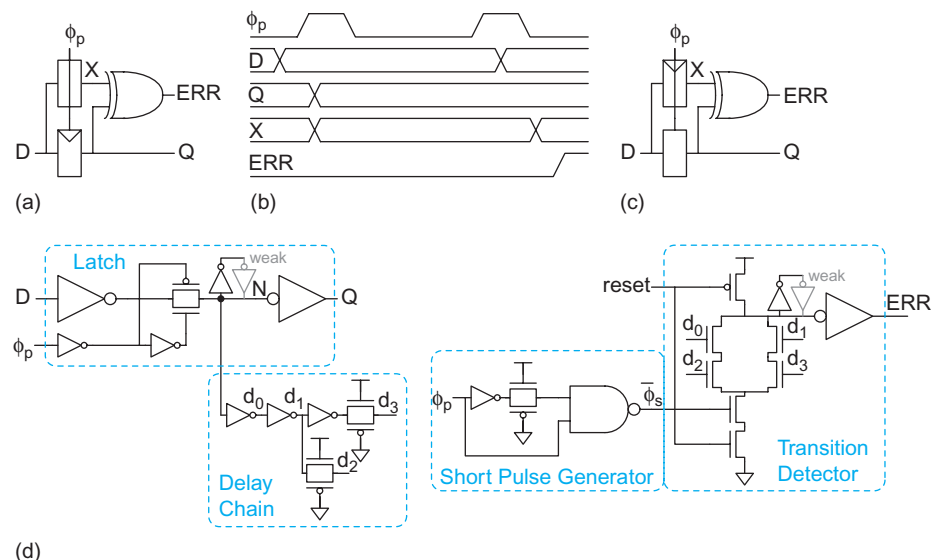 ϕp
X
ERR
D
Q
(a)
ϕp
D
Q
X
ERR
(b)
ϕp
X
ERR
D
Q
(c)
Latch
weak
D
N
Q
ϕp
d0
d1
d3
d2
Delay
Chain
ϕp
ϕ̅s
Short Pulse Generator
reset
weak
ERR
d0
d1
d2
d3
Transition
Detector
(d)